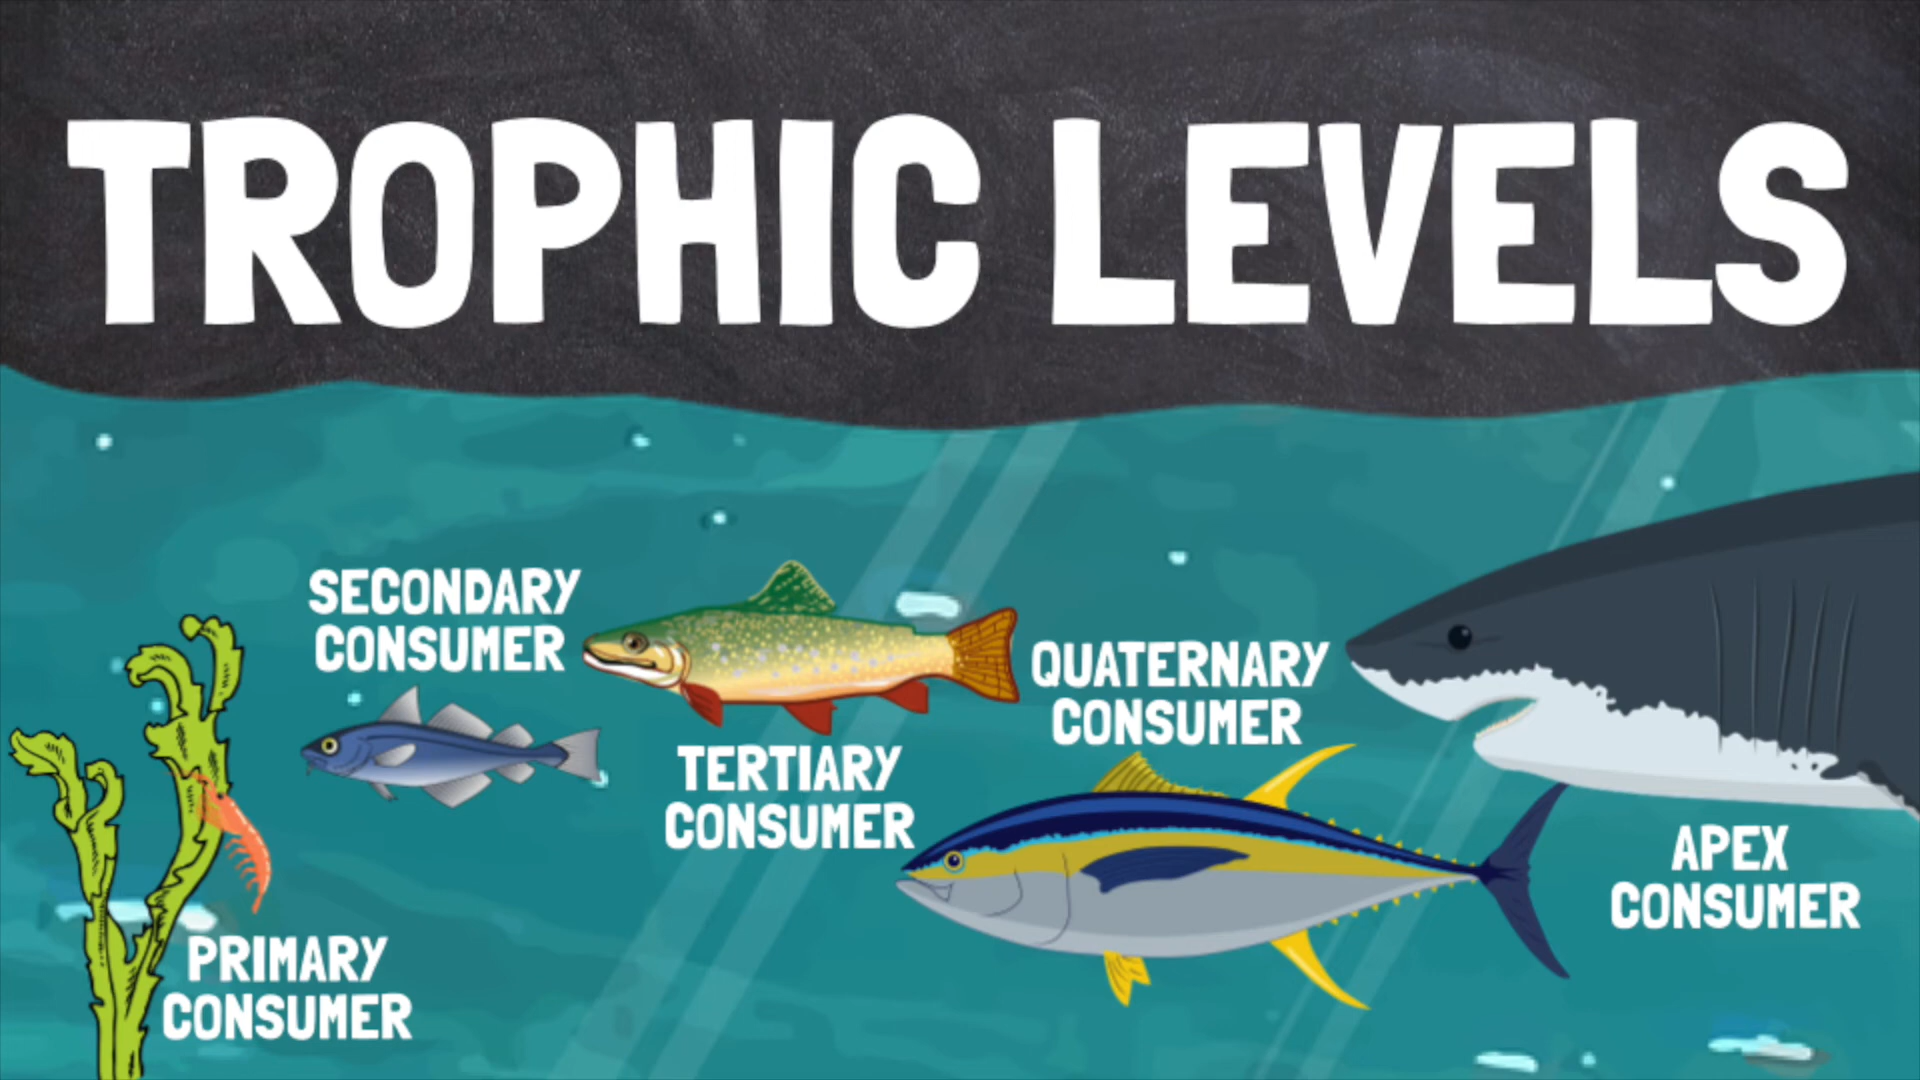 TROPHIC LEVELS
SECONDARY
CONSUMER
QUATERNARY
CONSUMER
TERTIARY
CONSUMER
APEX
CONSUMER
PRIMARY
CONSUMER